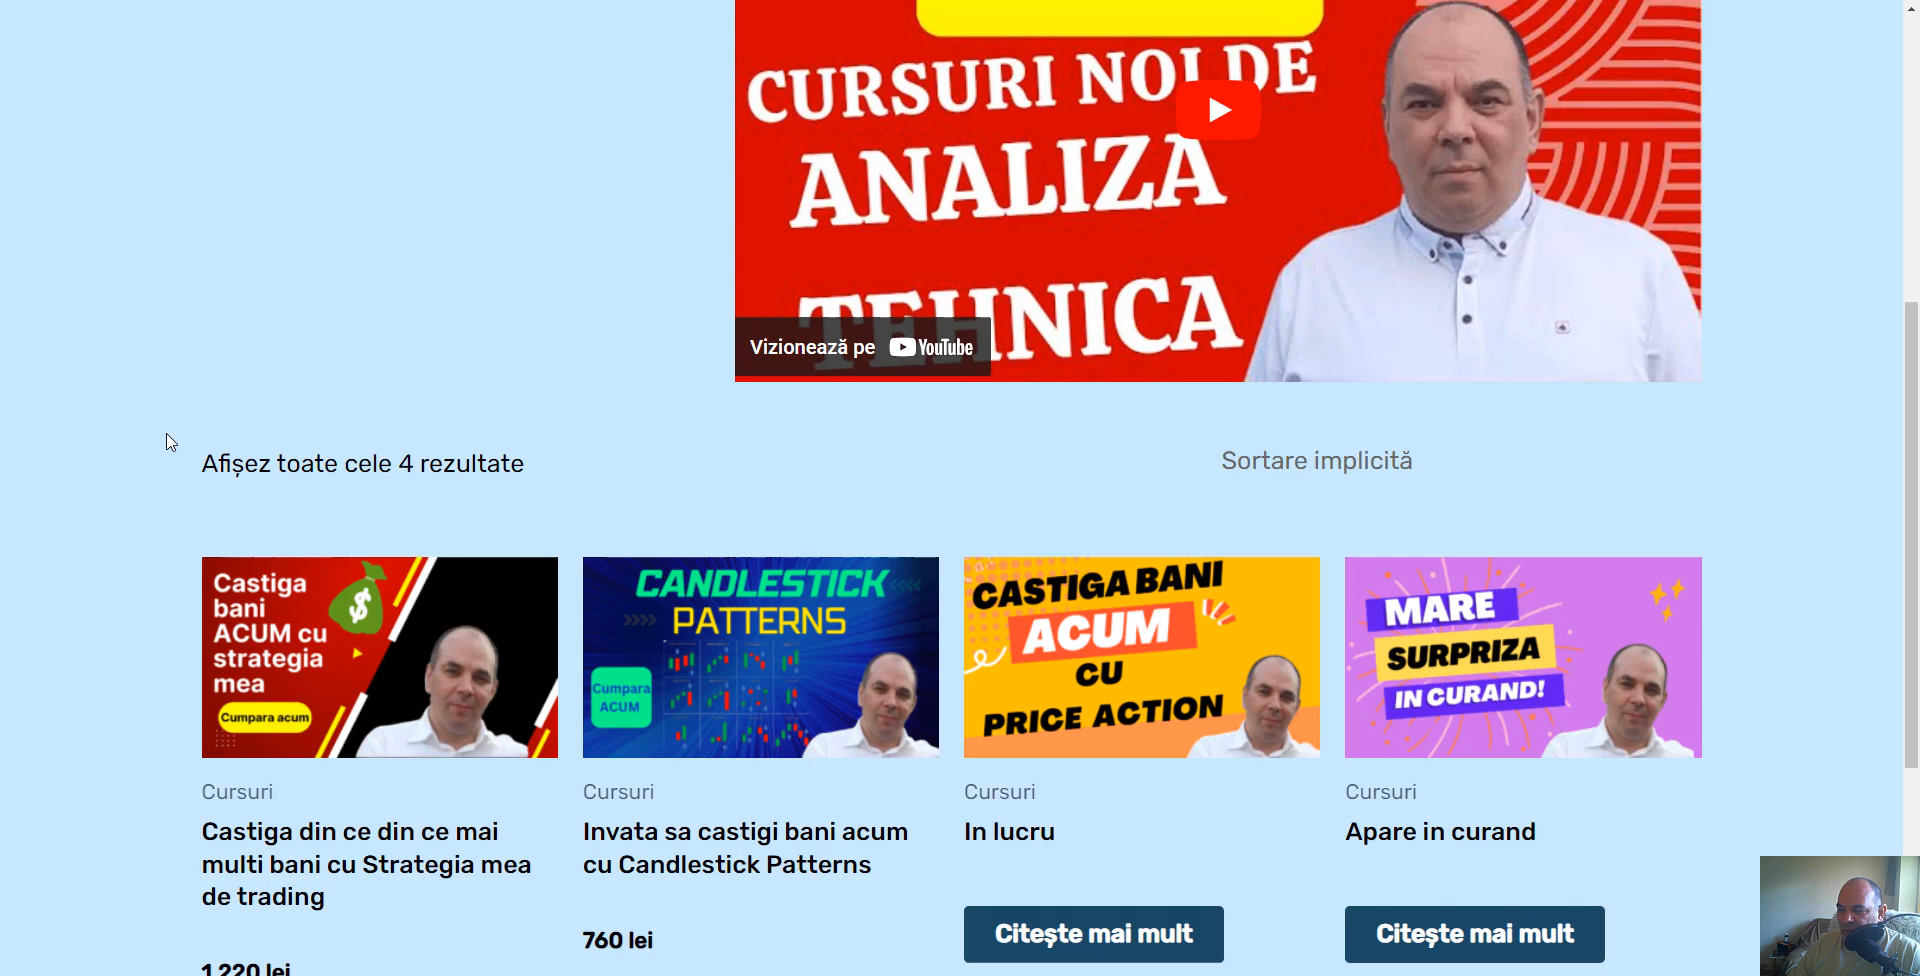 CURSURI NOI DE
ANALIZA
TEHNICA
Vizionează pe YouTube
Afișez toate cele 4 rezultate
Sortare implicită
Castiga
bani
ACUM cu
strategia
mea
Cumpara acum
CANDLESTICK
PATTERNS
Cumpara
ACUM
CASTIGA BANI
ACUM
CU
PRICE ACTION
MARE
SURPRIZA
IN CURAND!
Cursuri
Castiga din ce din ce mai
multi bani cu Strategia mea
de trading
1.220 lei
Cursuri
Invata sa castigi bani acum
cu Candlestick Patterns
760 lei
Cursuri
In lucru
Citește mai mult
Cursuri
Apare in curand
Citește mai mult